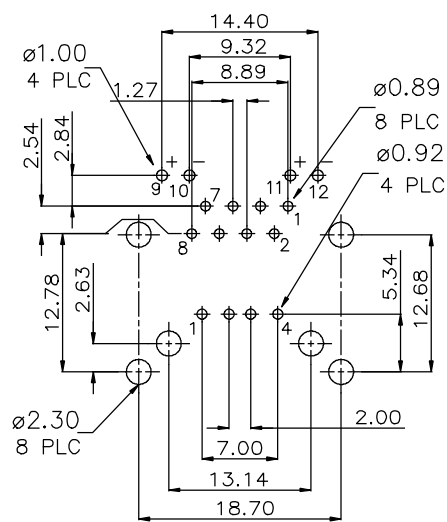 14.40
ø1.00
4 PLC
9.32
8.89
1.27
ø0.89
8 PLC
ø0.92
4 PLC
2.54
2.84
+ − + −
9 10 11 12
7 1
8 2
12.78
2.63
5.34
12.68
1 4
ø2.30
8 PLC
2.00
7.00
13.14
18.70